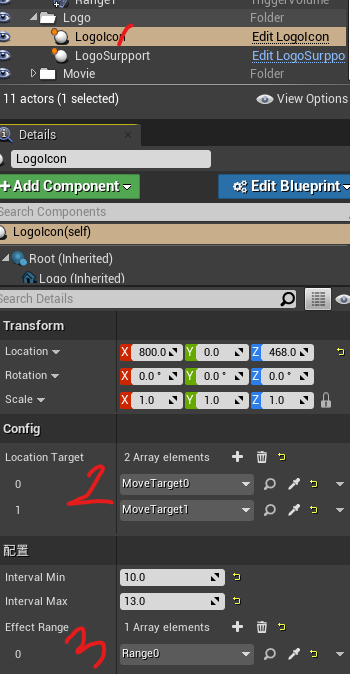 Range1 TriggerVolume
Logo Folder
LogoIcon Edit LogoIcon
LogoSurpport Edit LogoSurppo
Movie Folder
11 actors (1 selected) View Options
Details
LogoIcon
Add Component Edit Blueprint
Search Components
LogoIcon(self)
Root (Inherited)
Logo (Inherited)
Search Details
Transform
Location X 800.0 Y 0.0 Z 468.0
Rotation X 0.0 ° Y 0.0 ° Z 0.0 °
Scale X 1.0 Y 1.0 Z 1.0
Config
Location Target 2 Array elements
0 MoveTarget0
1 MoveTarget1
1
配置
Interval Min 10.0
Interval Max 13.0
Effect Range 1 Array elements
3
0 Range0